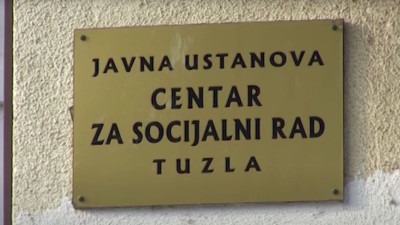 JAVNA USTANOVA
CENTAR
ZA SOCIJALNI RAD
TUZLA